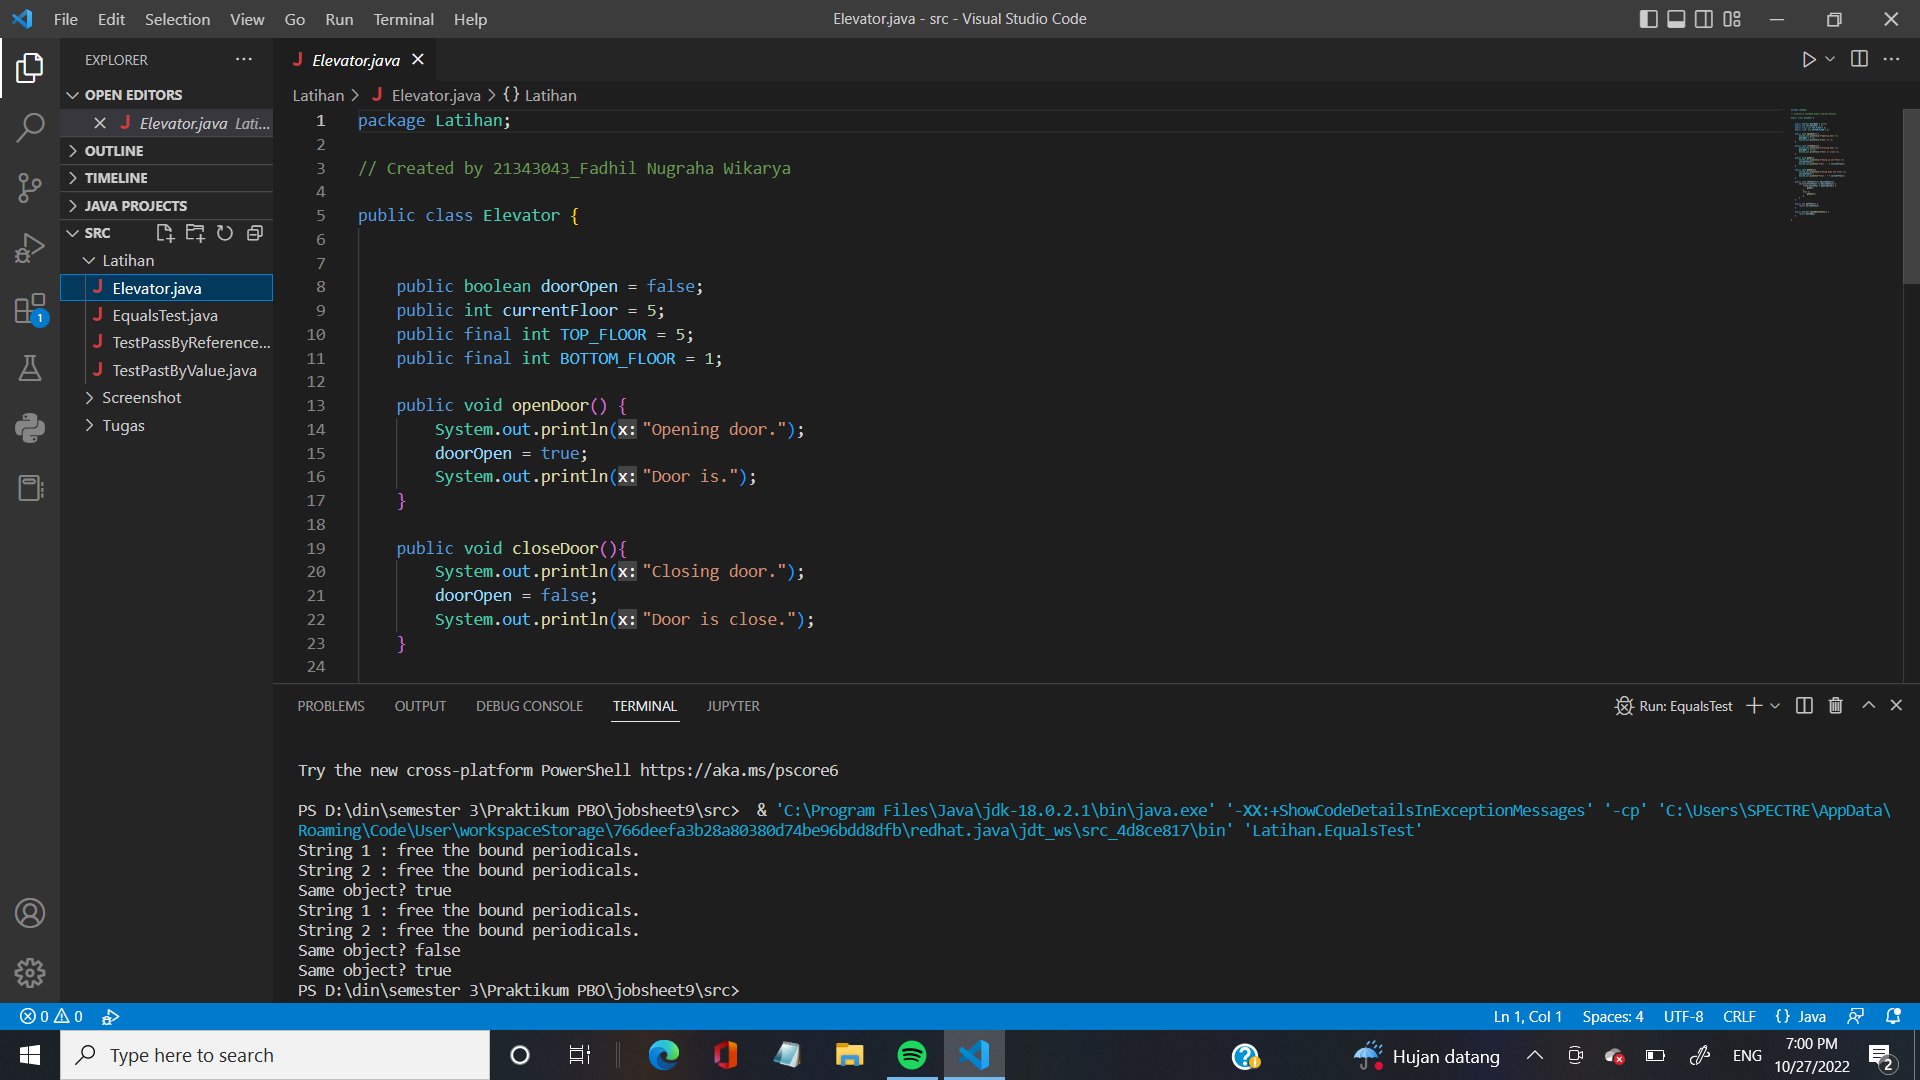 File Edit Selection View Go Run Terminal Help
Elevator.java - src - Visual Studio Code
EXPLORER
OPEN EDITORS
Elevator.java Lati...
OUTLINE
TIMELINE
JAVA PROJECTS
SRC
Latihan
Elevator.java
EqualsTest.java
TestPassByReference...
TestPastByValue.java
Screenshot
Tugas
1
Elevator.java
Latihan > Elevator.java > {} Latihan
1 package Latihan;
2
3 // Created by 21343043_Fadhil Nugraha Wikarya
4
5 public class Elevator {
6
7
8 public boolean doorOpen = false;
9 public int currentFloor = 5;
10 public final int TOP_FLOOR = 5;
11 public final int BOTTOM_FLOOR = 1;
12
13 public void openDoor() {
14 System.out.println(x: "Opening door.");
15 doorOpen = true;
16 System.out.println(x: "Door is.");
17 }
18
19 public void closeDoor(){
20 System.out.println(x: "Closing door.");
21 doorOpen = false;
22 System.out.println(x: "Door is close.");
23 }
24
PROBLEMS OUTPUT DEBUG CONSOLE TERMINAL JUPYTER
Run: EqualsTest
Try the new cross-platform PowerShell https://aka.ms/pscore6
PS D:\din\semester 3\Praktikum PBO\jobsheet9\src>  & 'C:\Program Files\Java\jdk-18.0.2.1\bin\java.exe' '-XX:+ShowCodeDetailsInExceptionMessages' '-cp' 'C:\Users\SPECTRE\AppData\
Roaming\Code\User\workspaceStorage\766deefa3b28a80380d74be96bdd8dfb\redhat.java\jdt_ws\src_4d8ce817\bin' 'Latihan.EqualsTest'
String 1 : free the bound periodicals.
String 2 : free the bound periodicals.
Same object? true
String 1 : free the bound periodicals.
String 2 : free the bound periodicals.
Same object? false
Same object? true
PS D:\din\semester 3\Praktikum PBO\jobsheet9\src>
0 0
Ln 1, Col 1 Spaces: 4 UTF-8 CRLF {} Java
Type here to search
Hujan datang
ENG
7:00 PM
10/27/2022
2